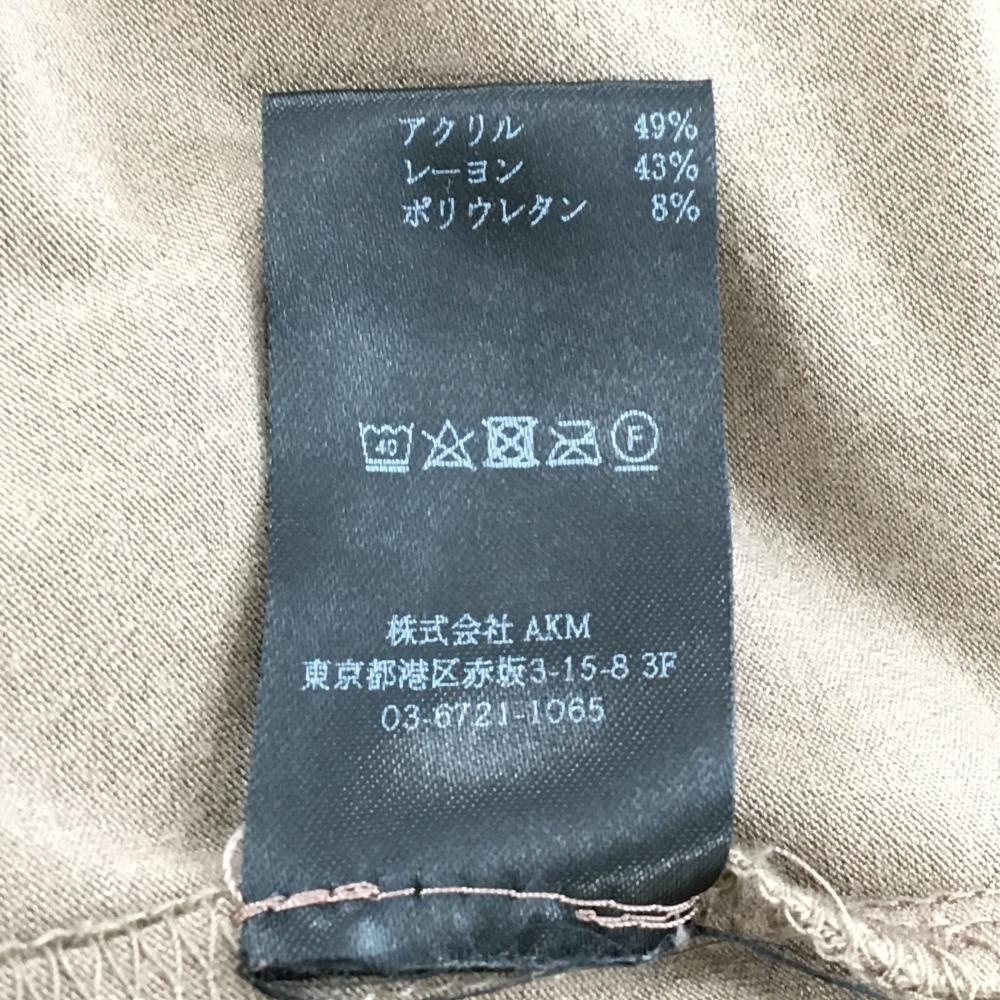 アクリル 49%
レーヨン 43%
ポリウレタン 8%
40 F
株式会社 AKM
東京都港区赤坂3-15-8 3F
03-6721-1065